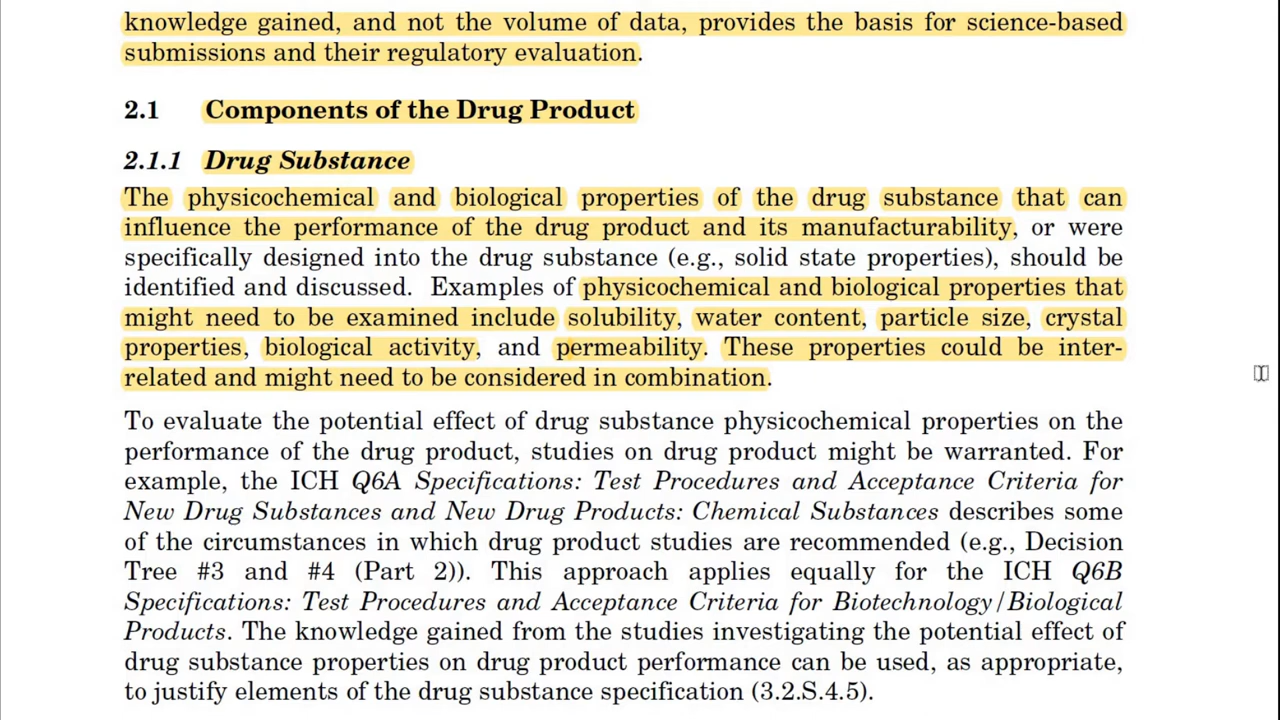 knowledge gained, and not the volume of data, provides the basis for science-based
submissions and their regulatory evaluation.
2.1 Components of the Drug Product
2.1.1 Drug Substance
The physicochemical and biological properties of the drug substance that can
influence the performance of the drug product and its manufacturability, or were
specifically designed into the drug substance (e.g., solid state properties), should be
identified and discussed. Examples of physicochemical and biological properties that
might need to be examined include solubility, water content, particle size, crystal
properties, biological activity, and permeability. These properties could be inter-
related and might need to be considered in combination.
To evaluate the potential effect of drug substance physicochemical properties on the
performance of the drug product, studies on drug product might be warranted. For
example, the ICH Q6A Specifications: Test Procedures and Acceptance Criteria for
New Drug Substances and New Drug Products: Chemical Substances describes some
of the circumstances in which drug product studies are recommended (e.g., Decision
Tree #3 and #4 (Part 2)). This approach applies equally for the ICH Q6B
Specifications: Test Procedures and Acceptance Criteria for Biotechnology/Biological
Products. The knowledge gained from the studies investigating the potential effect of
drug substance properties on drug product performance can be used, as appropriate,
to justify elements of the drug substance specification (3.2.S.4.5).